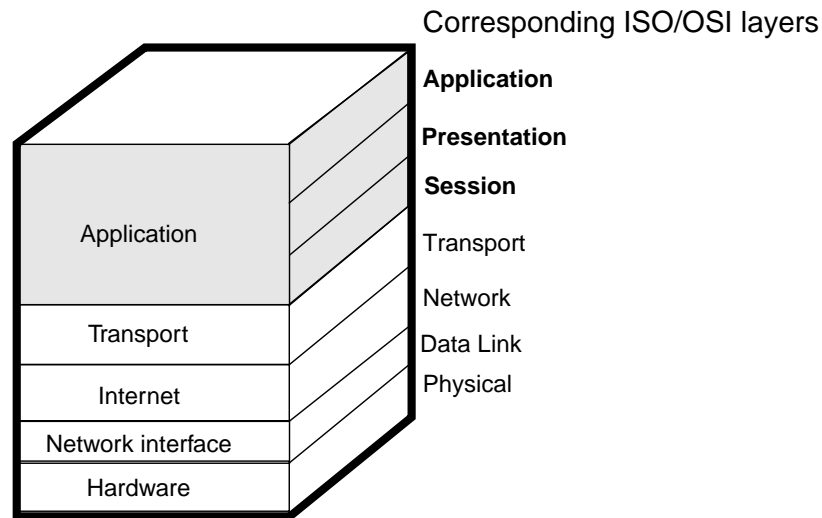 Corresponding ISO/OSI layers
Application
Presentation
Session
Application
Transport
Network
Transport
Data Link
Physical
Internet
Network interface
Hardware